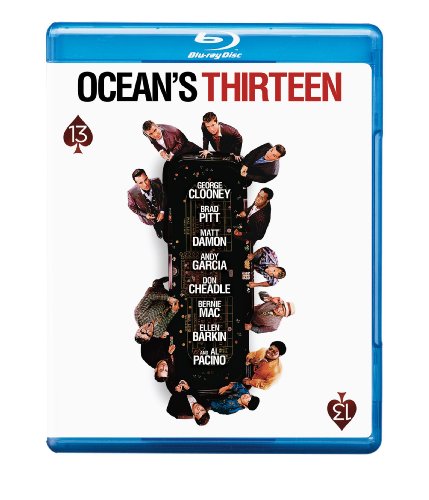 Blu-ray Disc
OCEAN'S THIRTEEN
13
GEORGE
CLOONEY
BRAD
PITT
MATT
DAMON
ANDY
GARCIA
DON
CHEADLE
BERNIE
MAC
ELLEN
BARKIN
AND AL
PACINO
13